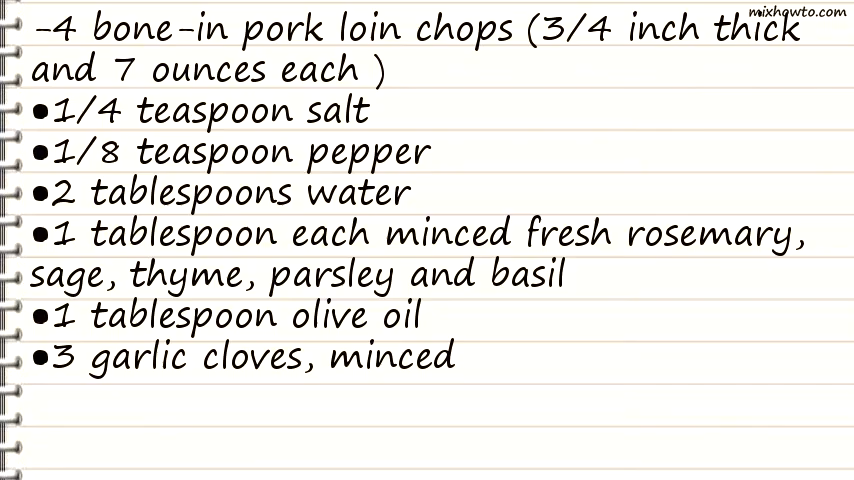 mixhowto.com
-4 bone-in pork loin chops (3/4 inch thick
and 7 ounces each )
•1/4 teaspoon salt
•1/8 teaspoon pepper
•2 tablespoons water
•1 tablespoon each minced fresh rosemary,
sage, thyme, parsley and basil
•1 tablespoon olive oil
•3 garlic cloves, minced